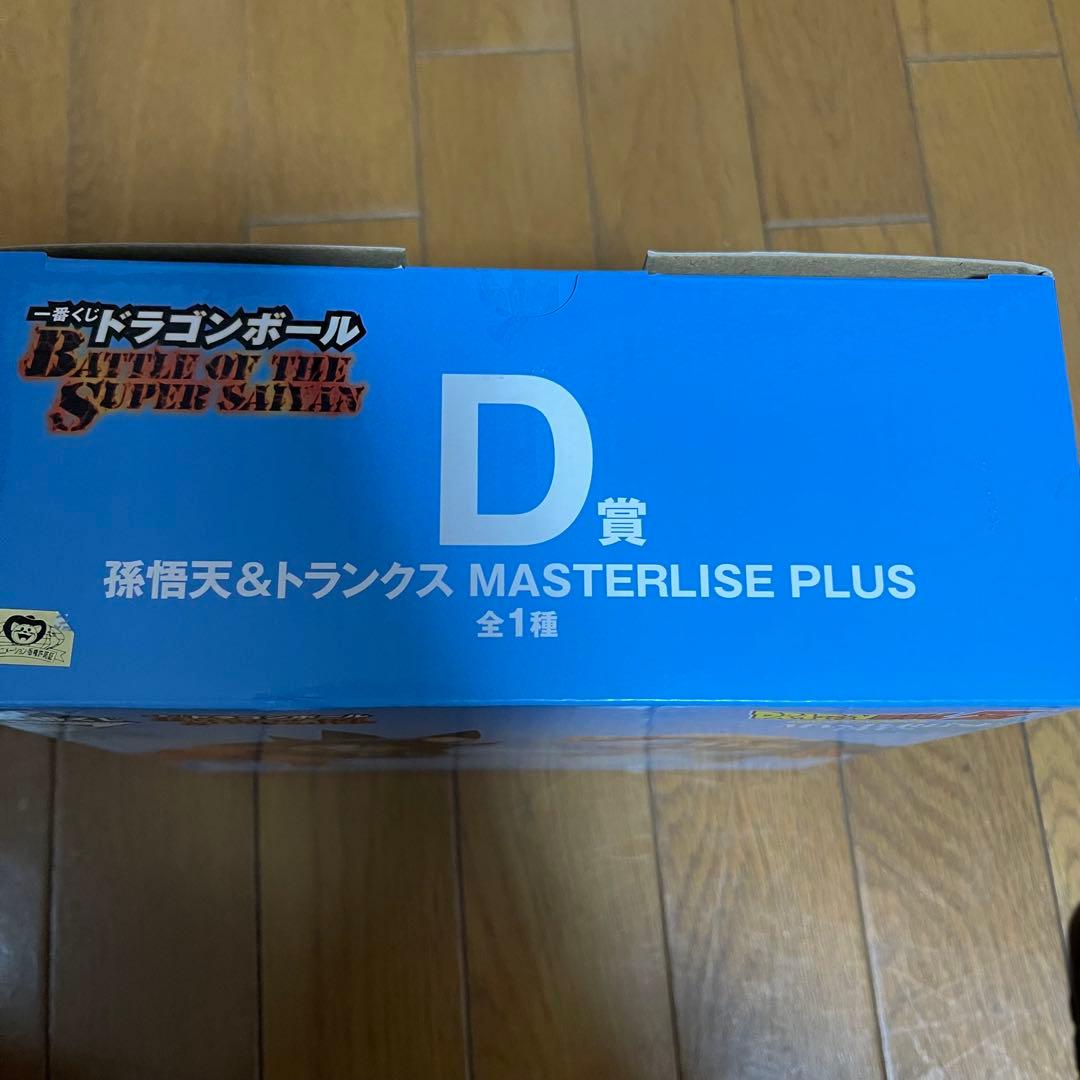 一番くじ ドラゴンボール
BATTLE OF THE
SUPER SAIYAN
D賞
孫悟天&トランクス MASTERLISE PLUS
全1種